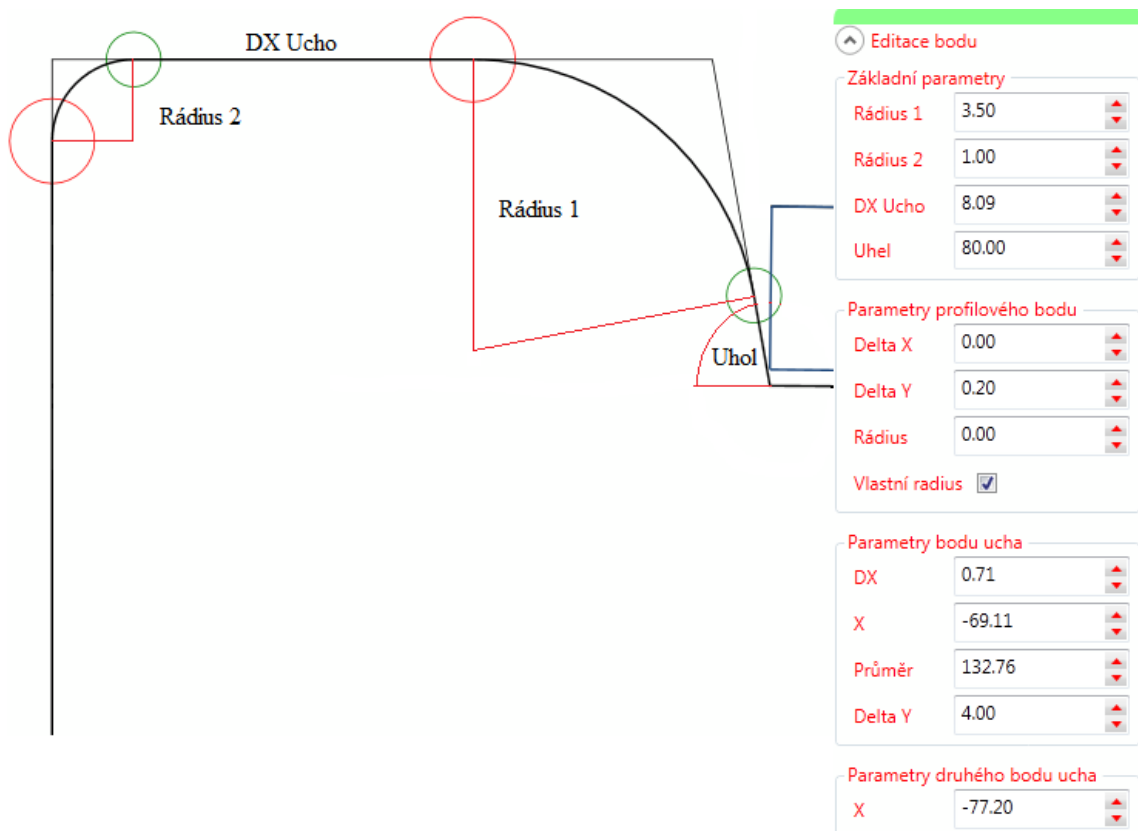 DX Ucho
Rádius 2
Rádius 1
Uhol
Editace bodu
Základní parametry
Rádius 1 3.50
Rádius 2 1.00
DX Ucho 8.09
Uhel 80.00
Parametry profilového bodu
Delta X 0.00
Delta Y 0.20
Rádius 0.00
Vlastní radius
Parametry bodu ucha
DX 0.71
X -69.11
Průměr 132.76
Delta Y 4.00
Parametry druhého bodu ucha
X -77.20